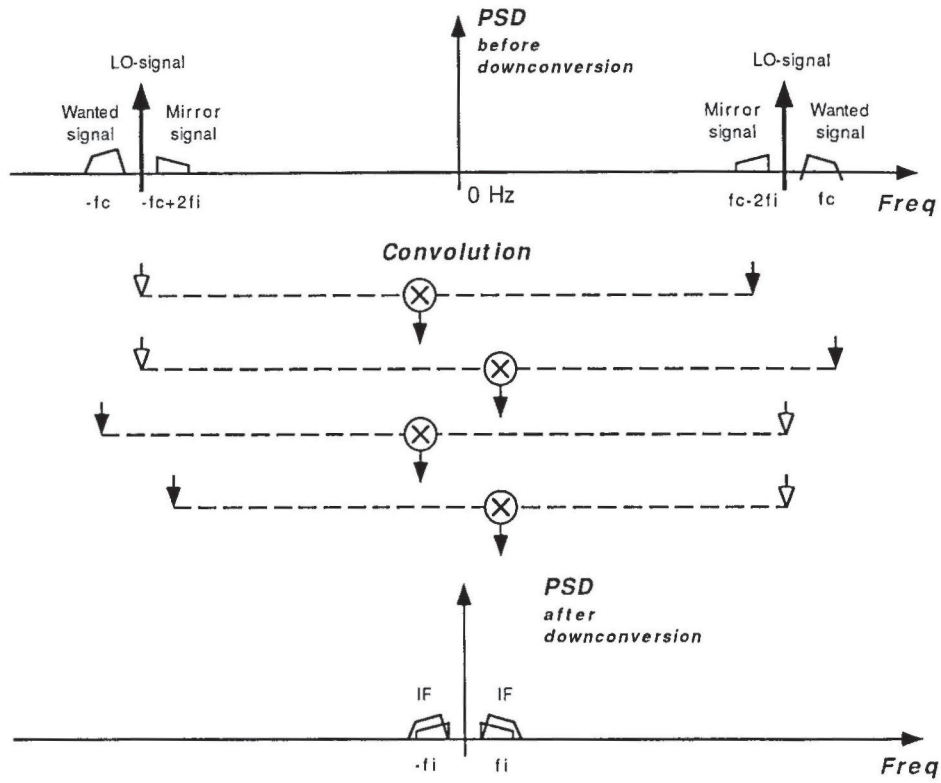 PSD
before
downconversion
LO-signal
LO-signal
Wanted
signal
Mirror
signal
Mirror
signal
Wanted
signal
-fc
-fc+2fi
0 Hz
fc-2fi
fc
Freq
Convolution
PSD
after
downconversion
IF
IF
-fi
fi
Freq